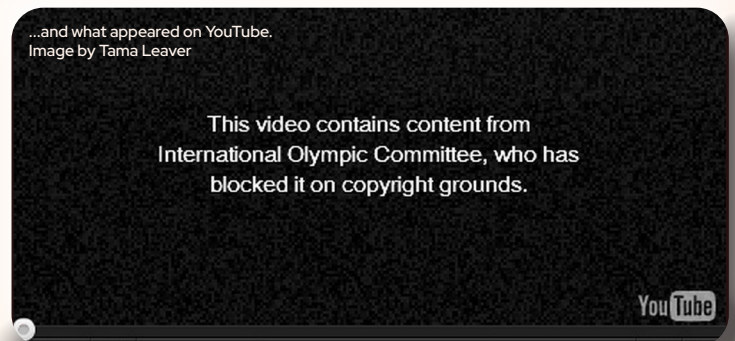 ...and what appeared on YouTube.
Image by Tama Leaver
This video contains content from
International Olympic Committee, who has
blocked it on copyright grounds.
YouTube